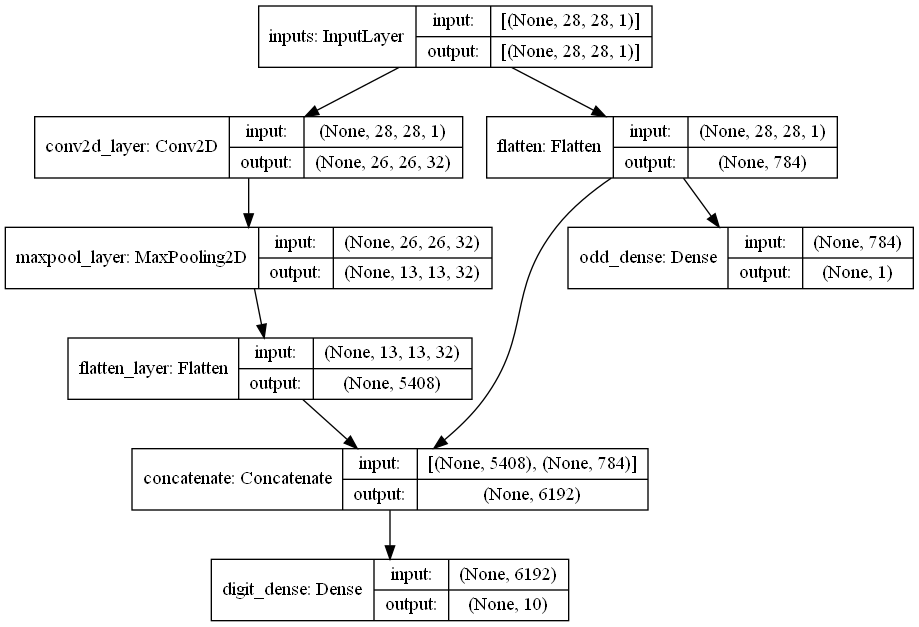 inputs: InputLayer
input:
[(None, 28, 28, 1)]
output:
[(None, 28, 28, 1)]
conv2d_layer: Conv2D
input:
(None, 28, 28, 1)
output:
(None, 26, 26, 32)
flatten: Flatten
input:
(None, 28, 28, 1)
output:
(None, 784)
maxpool_layer: MaxPooling2D
input:
(None, 26, 26, 32)
output:
(None, 13, 13, 32)
odd_dense: Dense
input:
(None, 784)
output:
(None, 1)
flatten_layer: Flatten
input:
(None, 13, 13, 32)
output:
(None, 5408)
concatenate: Concatenate
input:
[(None, 5408), (None, 784)]
output:
(None, 6192)
digit_dense: Dense
input:
(None, 6192)
output:
(None, 10)